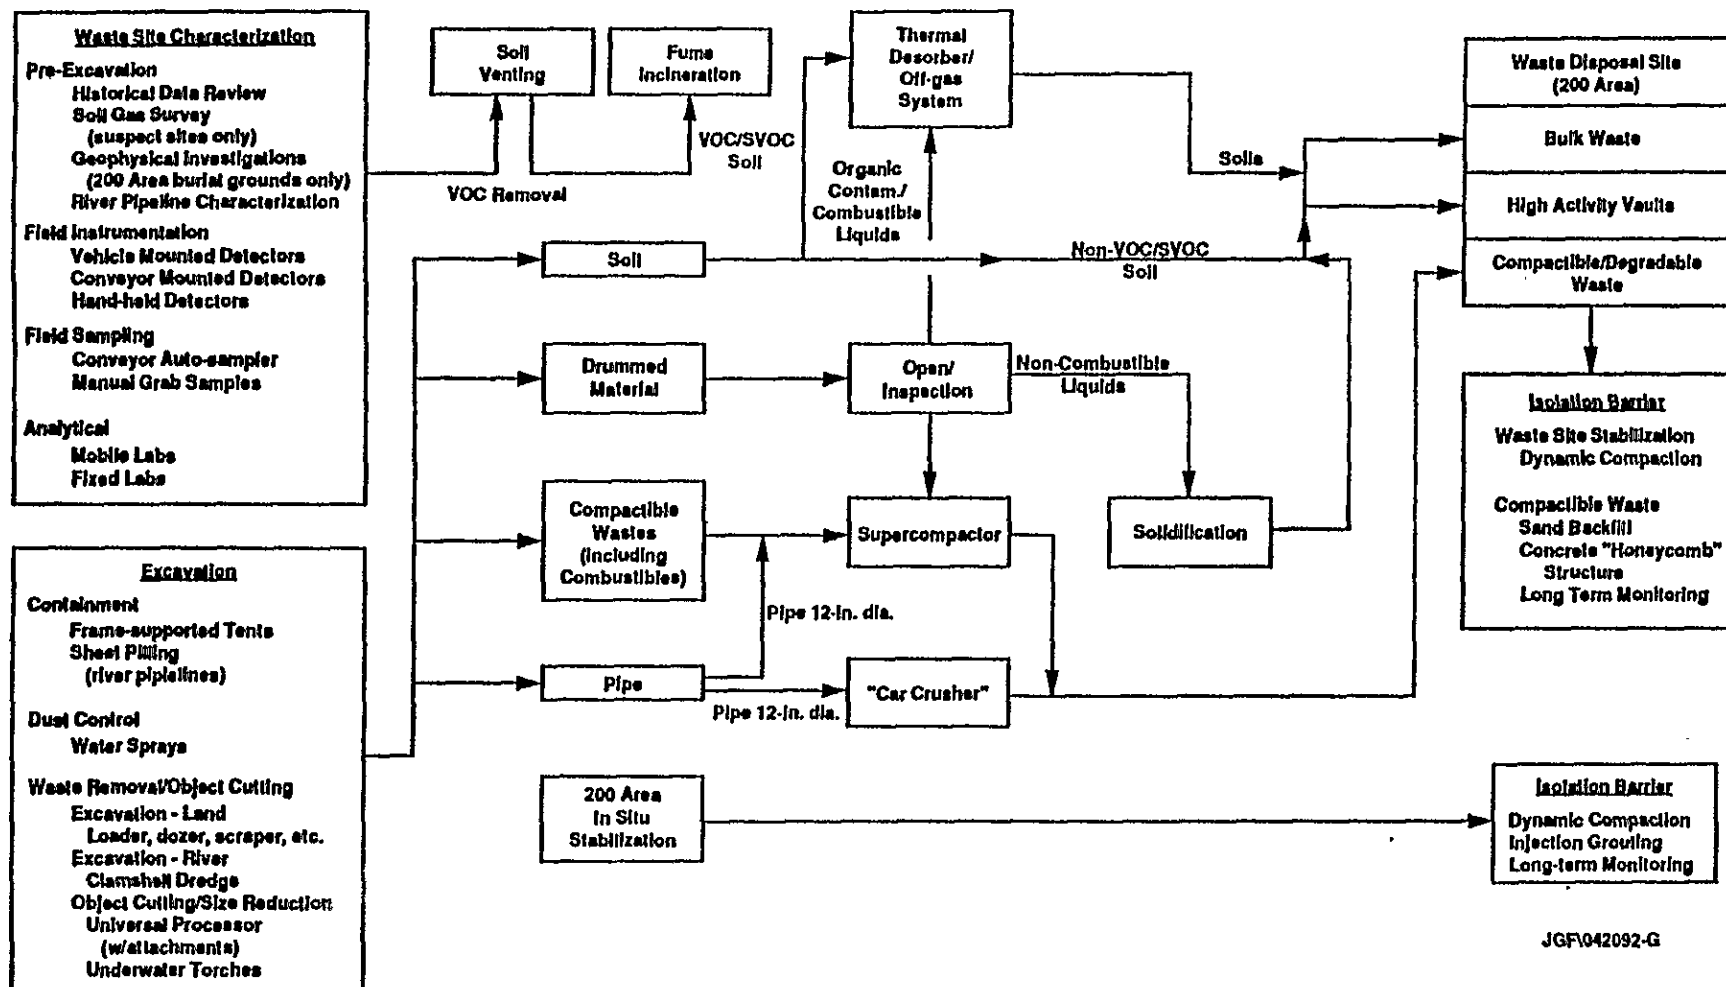 Waste Site Characterization
Pre-Excavation
Historical Data Review
Soil Gas Survey
(suspect sites only)
Geophysical Investigations
(200 Area burial grounds only)
River Pipeline Characterization
Field Instrumentation
Vehicle Mounted Detectors
Conveyor Mounted Detectors
Hand-held Detectors
Field Sampling
Conveyor Auto-sampler
Manual Grab Samples
Analytical
Mobile Labs
Fixed Labs
Excavation
Containment
Frame-supported Tents
Sheet Pilling
(river piplelines)
Dust Control
Water Sprays
Waste Removal/Object Cutting
Excavation - Land
Loader, dozer, scraper, etc.
Excavation - River
Clamshell Dredge
Object Cutting/Size Reduction
Universal Processor
(w/attachments)
Underwater Torches
Soil
Venting
Fume
Incineration
VOC Removal
VOC/SVOC
Soil
Thermal
Desorber/
Off-gas
System
Organic
Contam./
Combustible
Liquids
Soils
Soil
Non-VOC/SVOC
Soil
Drummed
Material
Open/
Inspection
Non-Combustible
Liquids
Compactible
Wastes
(Including
Combustibles)
Supercompactor
Solidification
Pipe 12-in. dia.
Pipe
Pipe 12-in. dia.
"Car Crusher"
200 Area
In Situ
Stabilization
Waste Disposal Site
(200 Area)
Bulk Waste
High Activity Vaults
Compactible/Degradable
Waste
Isolation Barrier
Waste Site Stabilization
Dynamic Compaction
Compactible Waste
Sand Backfill
Concrete "Honeycomb"
Structure
Long Term Monitoring
Isolation Barrier
Dynamic Compaction
Injection Grouting
Long-term Monitoring
JGF\042092-G